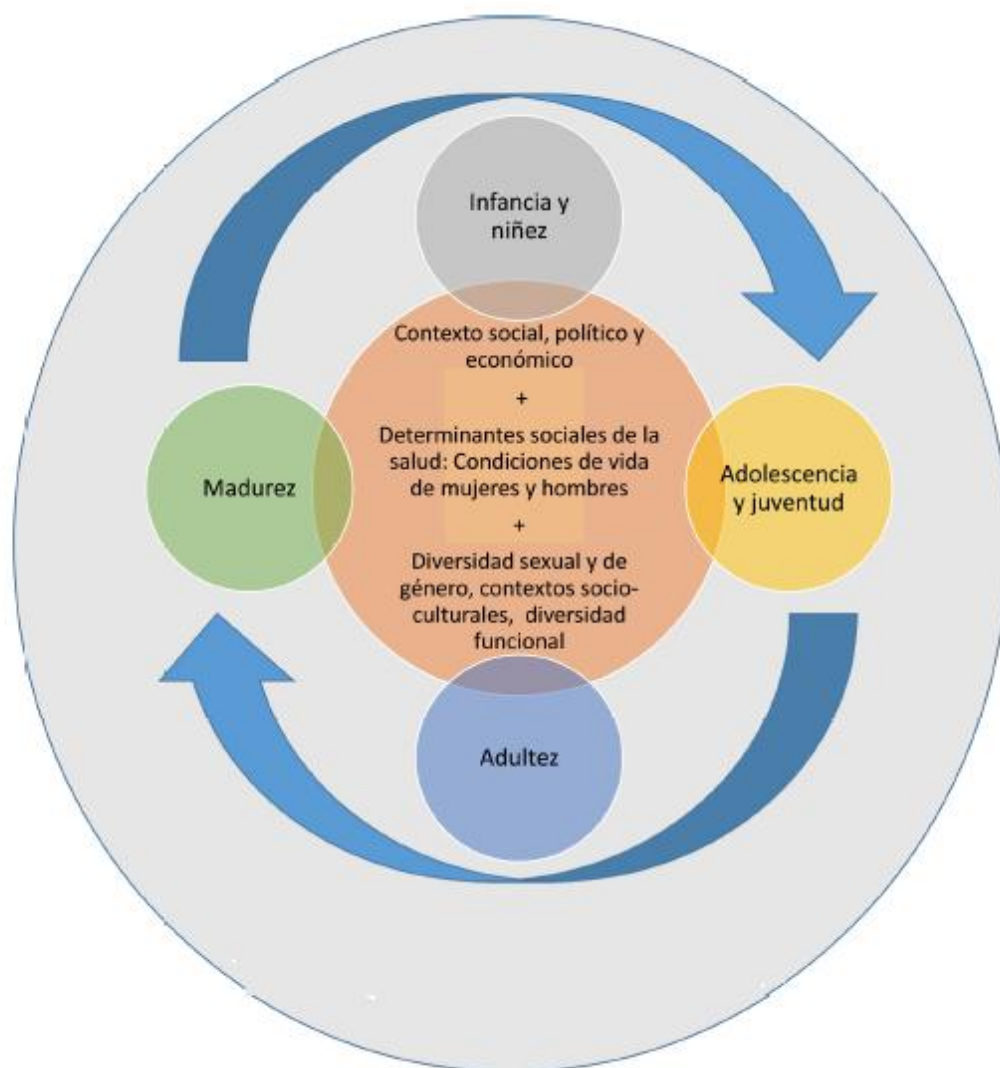 Infancia y
niñez
Contexto social, político y
económico
+
Determinantes sociales de la
salud: Condiciones de vida
de mujeres y hombres
+
Diversidad sexual y de
género, contextos socio-
culturales, diversidad
funcional
Madurez
Adolescencia
y juventud
Adultez